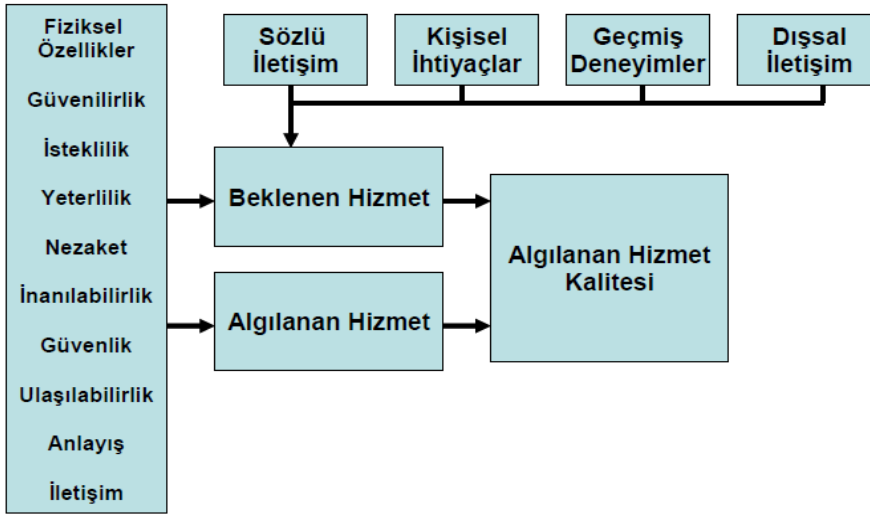 Fiziksel
Özellikler
Güvenilirlik
İsteklilik
Yeterlilik
Nezaket
İnanılabilirlik
Güvenlik
Ulaşılabilirlik
Anlayış
İletişim
Sözlü
İletişim
Kişisel
İhtiyaçlar
Geçmiş
Deneyimler
Dışsal
İletişim
Beklenen Hizmet
Algılanan Hizmet
Algılanan Hizmet
Kalitesi